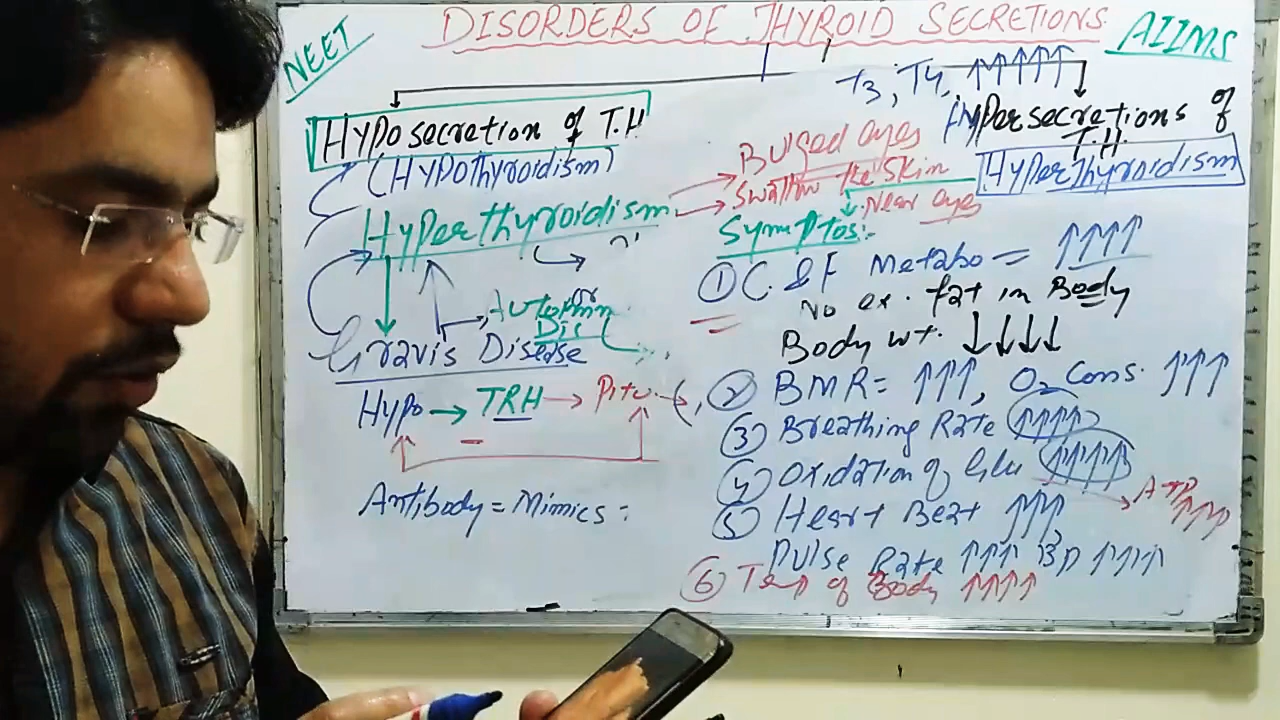 NEET
DISORDERS OF THYROID SECRETIONS
AIIMS
T3, T4, ↑↑↑↑↑
HYPosecretion of T.H
(HYPothyroidism)
HYPersecretions of
T.H.
HYPerthyroidism
HyPerthyroidism
Bulged eyes
Swallow the Skin
Near eyes
Symptos:-
① C. & F Metabo = ↑↑↑↑
No ex. fat in Body
Body wt. ↓↓↓↓
Autoimm
or
Dis
Gravis Disease
Hypo → TRH → Pitu. →
Antibody = Mimics :
② BMR = ↑↑↑, O2 Cons. ↑↑↑
③ Breathing Rate ↑↑↑↑
④ Oxidation of Glu ↑↑↑↑
ATP ↑↑↑
⑤ Heart Beat ↑↑↑
Pulse Rate ↑↑↑ BP ↑↑↑↑
⑥ Temp of Body ↑↑↑↑